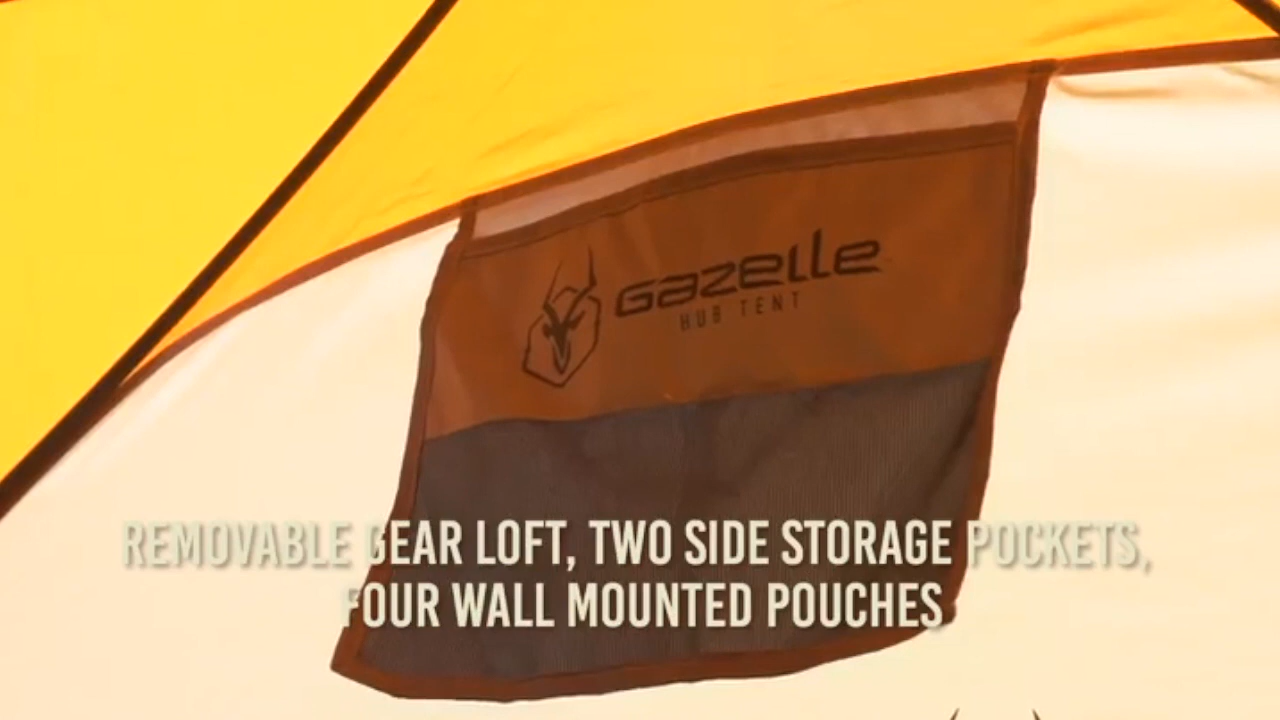 Gazelle
HUB TENT
REMOVABLE GEAR LOFT, TWO SIDE STORAGE POCKETS,
FOUR WALL MOUNTED POUCHES